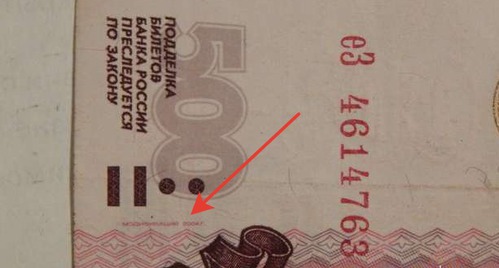 ПОДДЕЛКА
БИЛЕТОВ
БАНКА РОССИИ
ПРЕСЛЕДУЕТСЯ
ПО ЗАКОНУ
500
еЗ 4614763